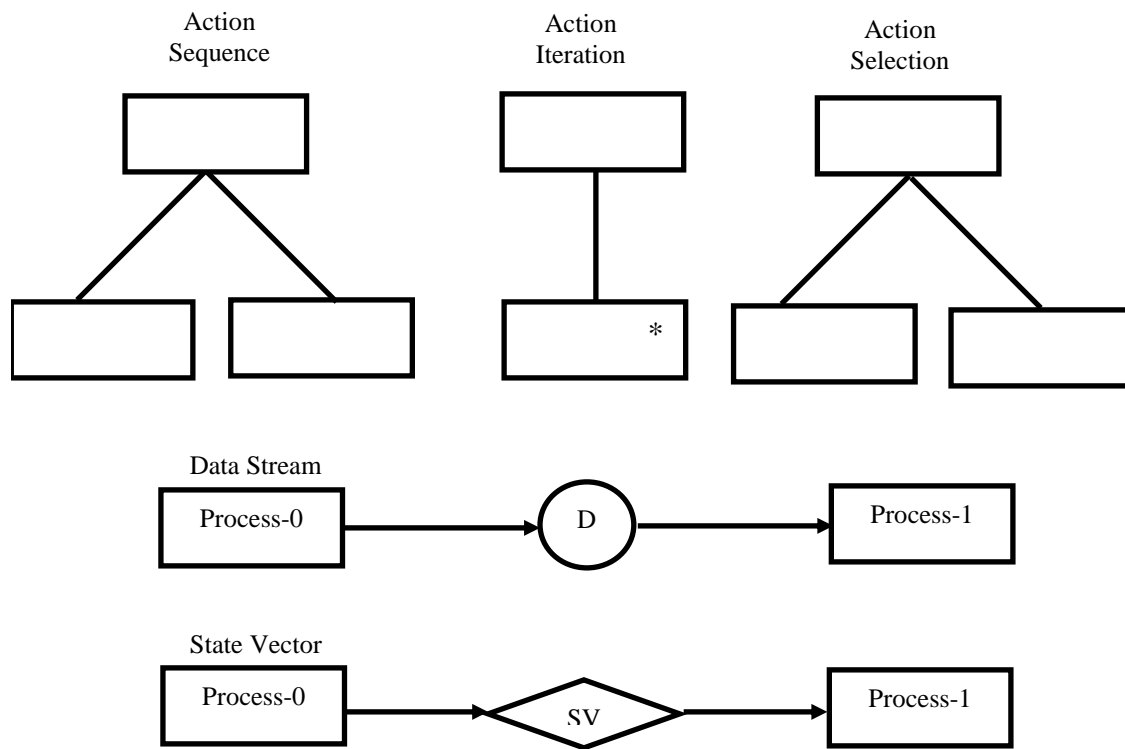 Action
Sequence
Action
Iteration
Action
Selection
*
Data Stream
Process-0
D
Process-1
State Vector
Process-0
SV
Process-1